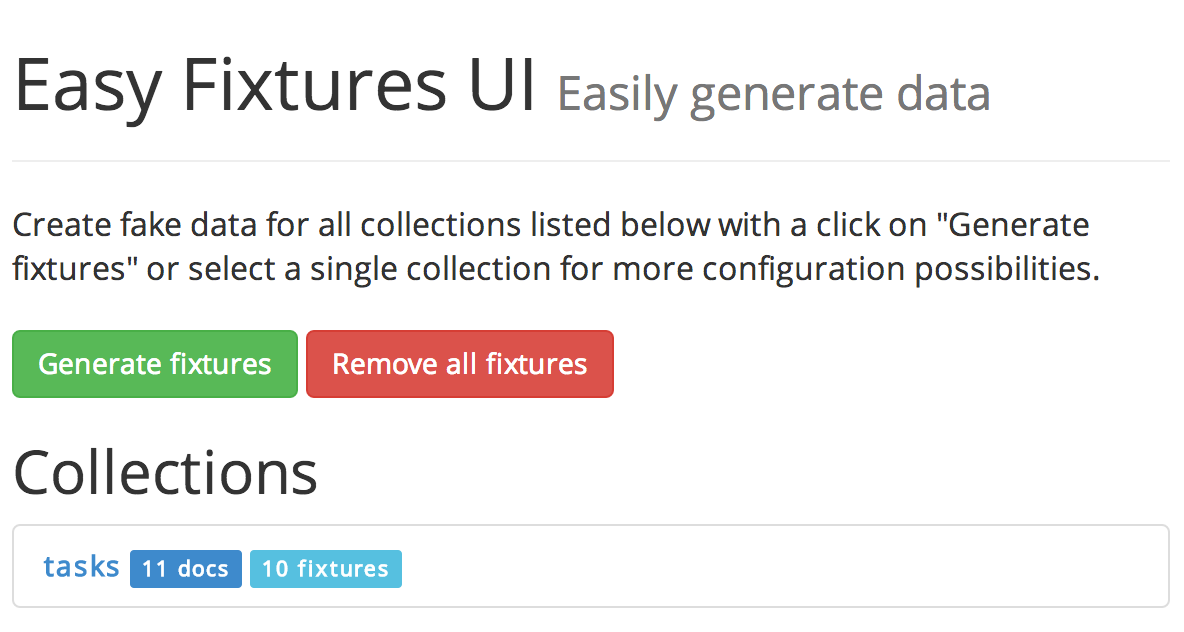 Easy Fixtures UI Easily generate data
Create fake data for all collections listed below with a click on "Generate
fixtures" or select a single collection for more configuration possibilities.
Generate fixtures Remove all fixtures
Collections
tasks 11 docs 10 fixtures